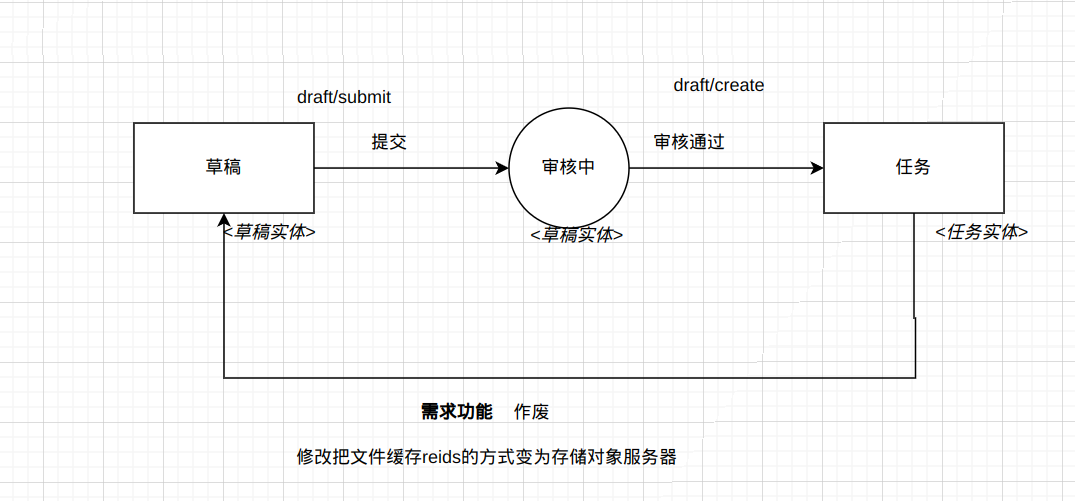 draft/submit
draft/create
提交
审核通过
草稿
审核中
任务
<草稿实体>
<草稿实体>
<任务实体>
需求功能 作废
修改把文件缓存reids的方式变为存储对象服务器